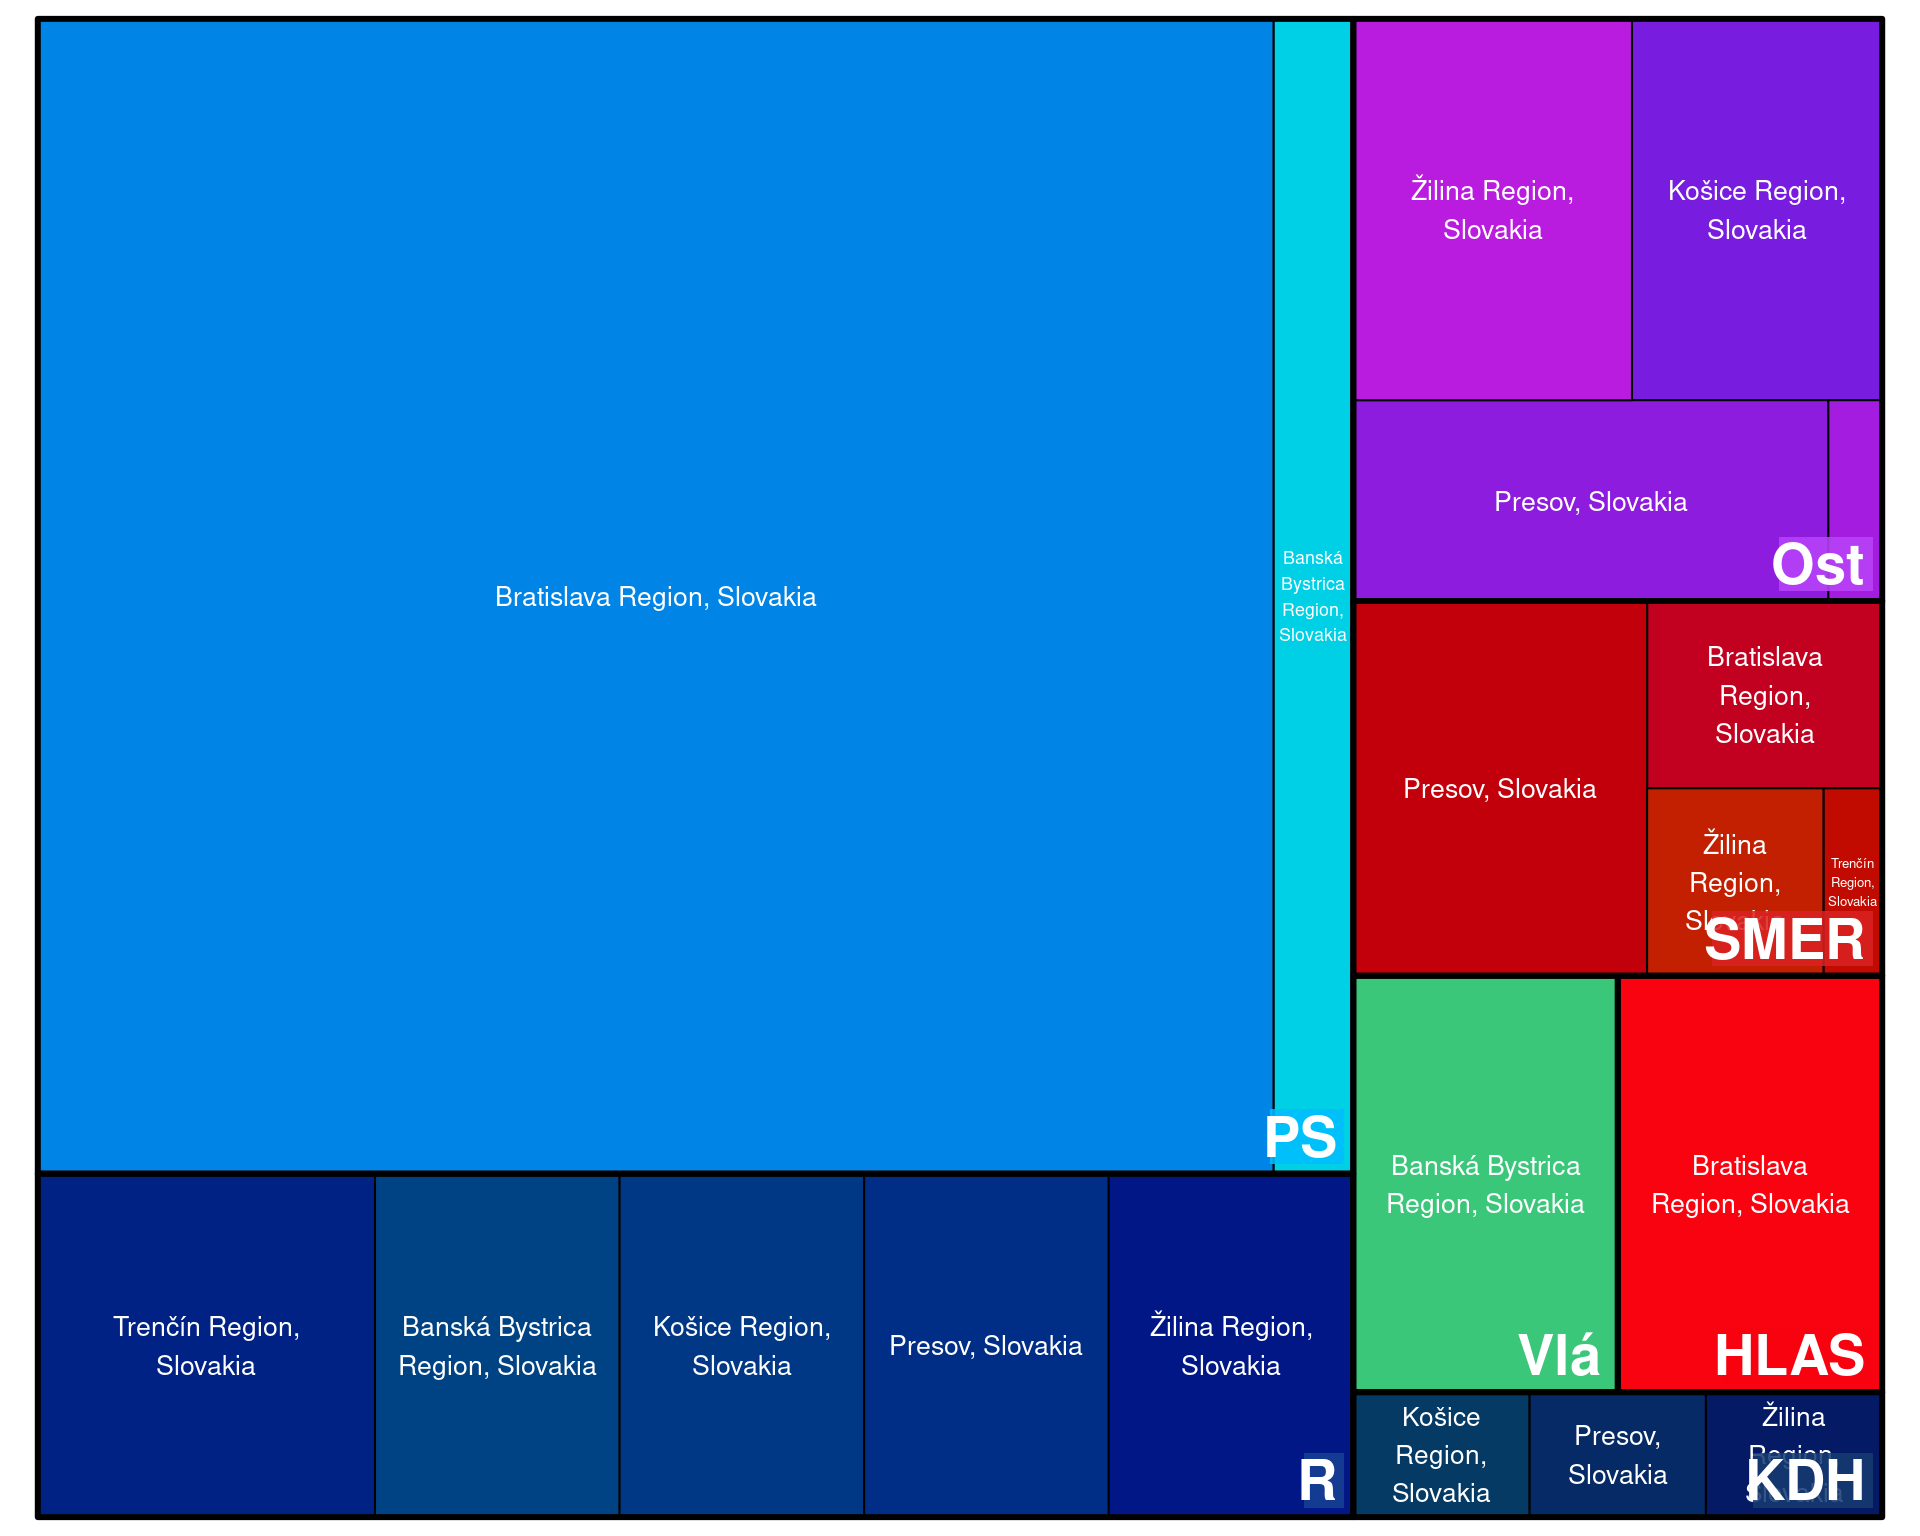 Bratislava Region, Slovakia
Banská
Bystrica
Region,
Slovakia
PS
Trenčín Region,
Slovakia
Banská Bystrica
Region, Slovakia
Košice Region,
Slovakia
Presov, Slovakia
Žilina Region,
Slovakia
R
Žilina Region,
Slovakia
Košice Region,
Slovakia
Presov, Slovakia
Ost
Presov, Slovakia
Bratislava
Region,
Slovakia
Žilina
Region,
Slovakia
Trenčín
Region,
Slovakia
SMER
Banská Bystrica
Region, Slovakia
Vlá
Bratislava
Region, Slovakia
HLAS
Košice
Region,
Slovakia
Presov,
Slovakia
Žilina
Region,
Slovakia
KDH